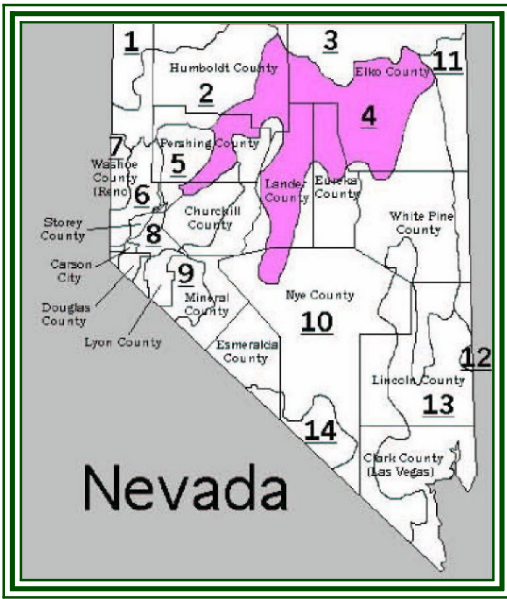 1
3
11
Humboldt County
Elko County
2
4
7
Pershing County
5
Washoe
County
(Reno)
6
Lander
County
Eureka
County
Churchill
County
White Pine
County
Storey
County
8
Carson
City
9
Mineral
County
Nye County
Douglas
County
10
Lyon County
Esmeralda
County
12
Lincoln County
13
14
Clark County
(Las Vegas)
Nevada